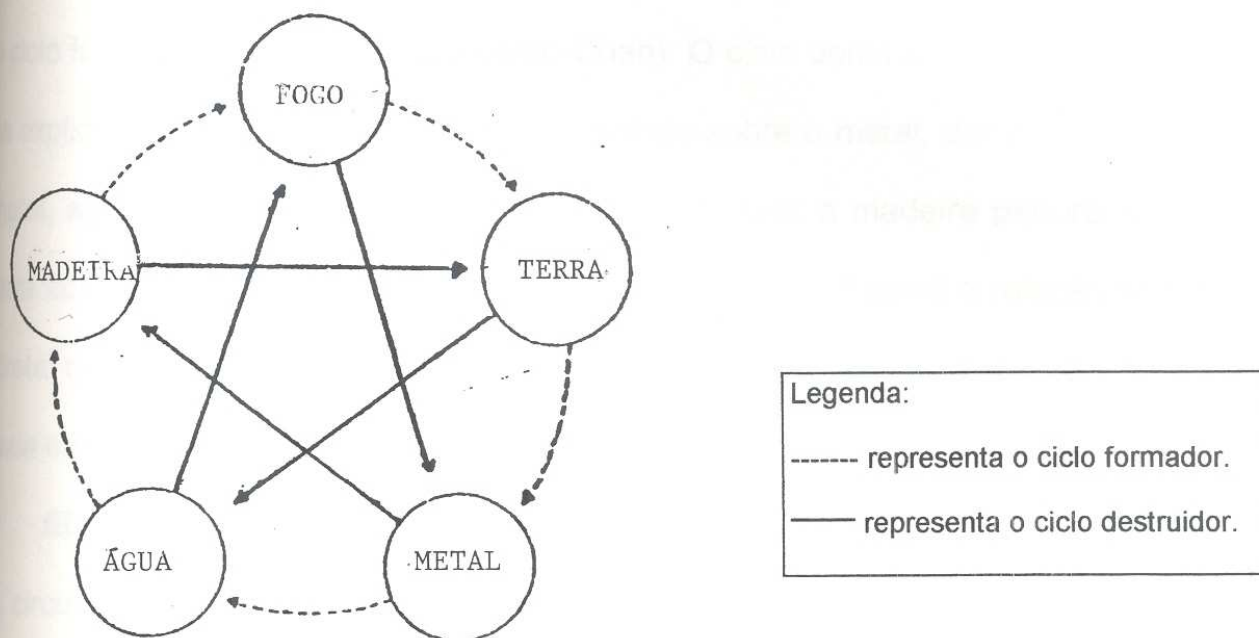 FOGO
MADEIRA
TERRA
ÁGUA
METAL
Legenda:
-------- representa o ciclo formador.
——— representa o ciclo destruidor.